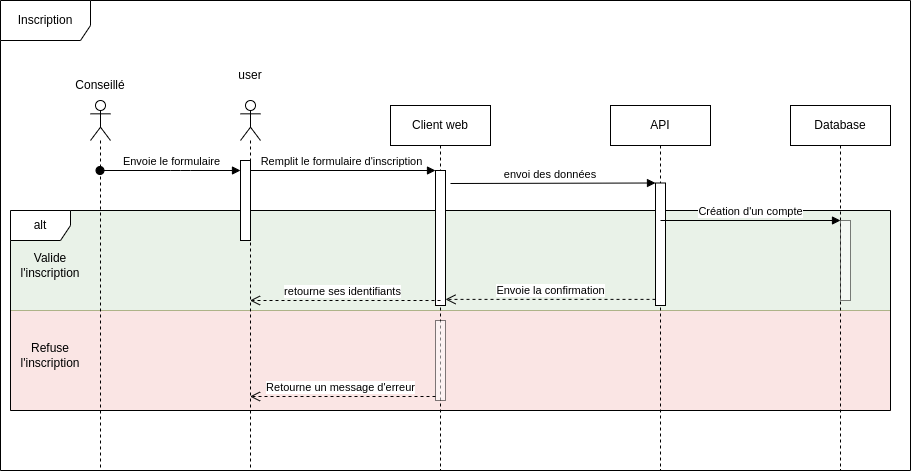 Inscription
Conseillé
user
Client web
API
Database
Envoie le formulaire
Remplit le formulaire d'inscription
envoi des données
Création d'un compte
alt
Valide
l'inscription
retourne ses identifiants
Envoie la confirmation
Refuse
l'inscription
Retourne un message d'erreur